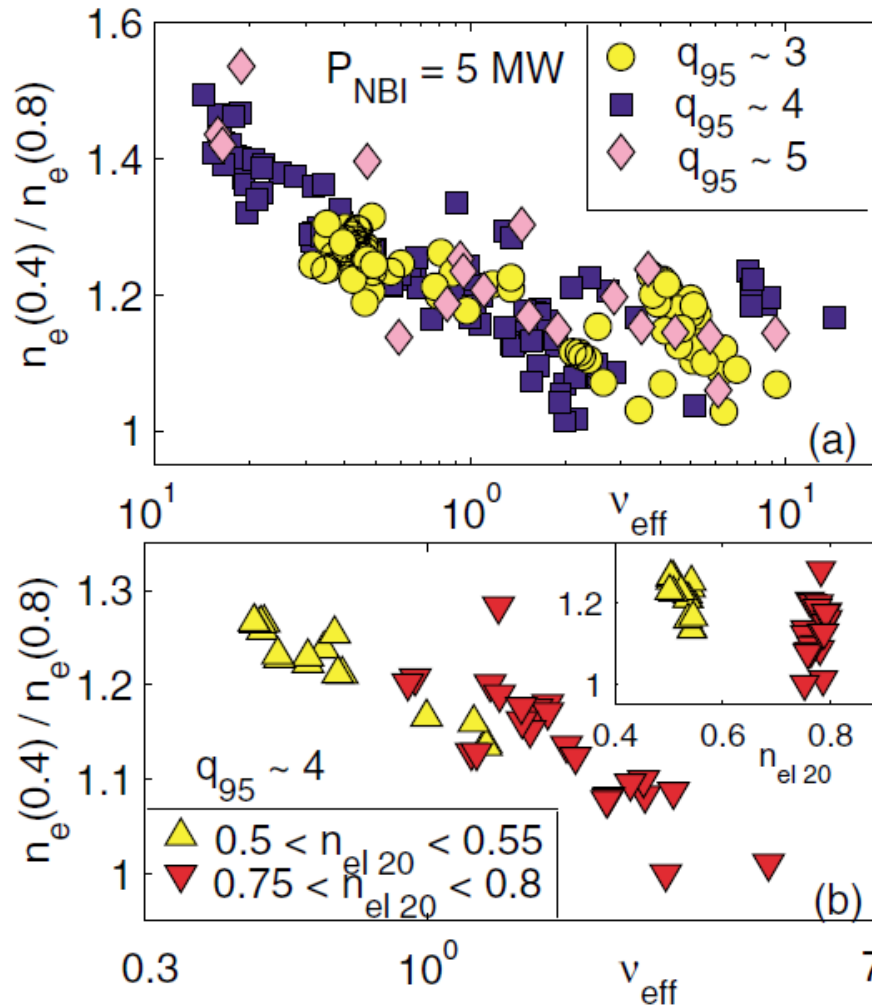 1.6
P_NBI = 5 MW
q_95 ~ 3
q_95 ~ 4
q_95 ~ 5
n_e(0.4) / n_e(0.8)
1.4
1.2
1
(a)
10^1 10^0 ν_eff 10^1
n_e(0.4) / n_e(0.8)
1.3
1.2
1.1
1
1.2
1
0.4 0.6 0.8
n_el 20
q_95 ~ 4
0.5 < n_el 20 < 0.55
0.75 < n_el 20 < 0.8
(b)
0.3 10^0 ν_eff 7